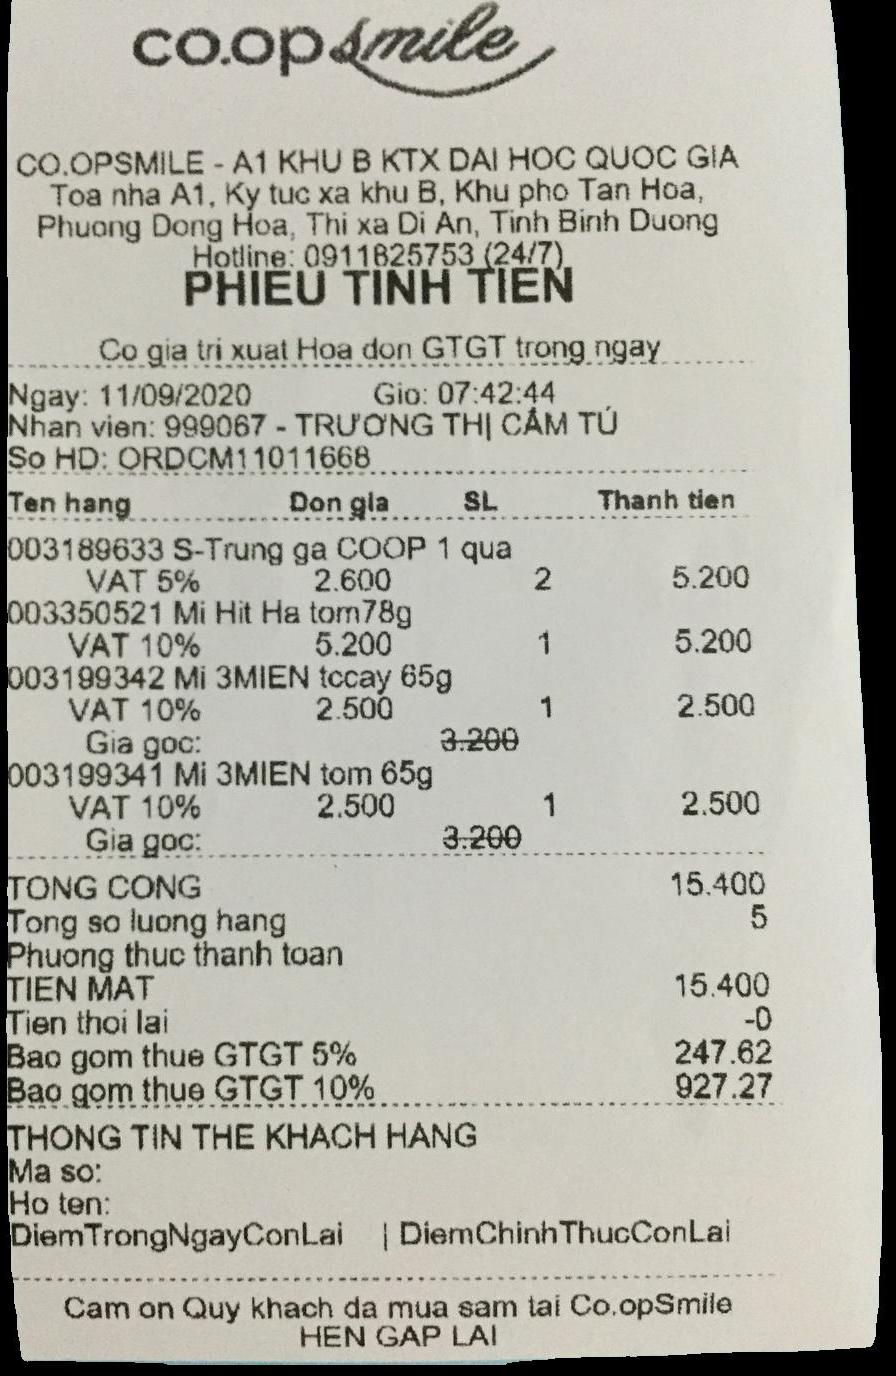 co.op smile
CO.OPSMILE - A1 KHU B KTX DAI HOC QUOC GIA
Toa nha A1, Ky tuc xa khu B, Khu pho Tan Hoa,
Phuong Dong Hoa, Thi xa Di An, Tinh Binh Duong
Hotline: 0911825753 (24/7)
PHIEU TINH TIEN
Co gia tri xuat Hoa don GTGT trong ngay
Ngay: 11/09/2020 Gio: 07:42:44
Nhan vien: 999067 - TRƯƠNG THỊ CẨM TÚ
So HD: ORDCM11011668
Ten hang Don gia SL Thanh tien
003189633 S-Trung ga COOP 1 qua
VAT 5% 2.600 2 5.200
003350521 Mi Hit Ha tom78g
VAT 10% 5.200 1 5.200
003199342 Mi 3MIEN tccay 65g
VAT 10% 2.500 1 2.500
Gia goc: 3.200
003199341 Mi 3MIEN tom 65g
VAT 10% 2.500 1 2.500
Gia goc: 3.200
TONG CONG 15.400
Tong so luong hang 5
Phuong thuc thanh toan
TIEN MAT 15.400
Tien thoi lai -0
Bao gom thue GTGT 5% 247.62
Bao gom thue GTGT 10% 927.27
THONG TIN THE KHACH HANG
Ma so:
Ho ten:
DiemTrongNgayConLai | DiemChinhThucConLai
Cam on Quy khach da mua sam tai Co.opSmile
HEN GAP LAI